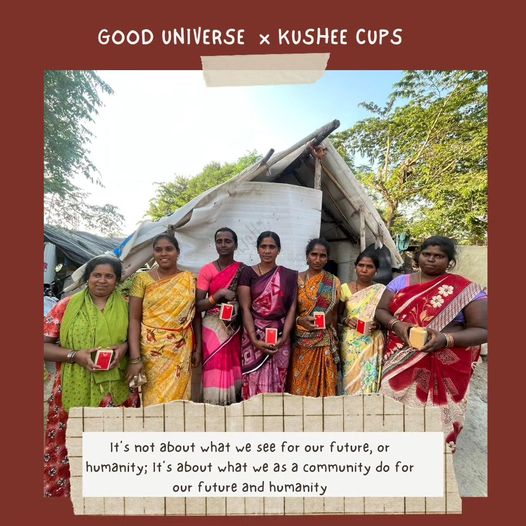 GOOD UNIVERSE x KUSHEE CUPS
It's not about what we see for our future, or
humanity; It's about what we as a community do for
our future and humanity